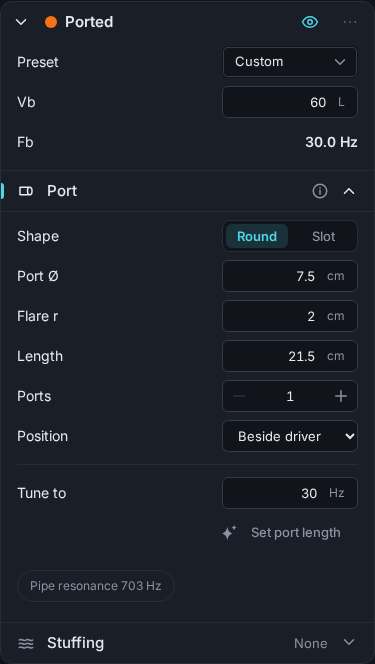 Ported
Preset Custom
Vb 60 L
Fb 30.0 Hz
Port
Shape Round Slot
Port Ø 7.5 cm
Flare r 2 cm
Length 21.5 cm
Ports 1
Position Beside driver
Tune to 30 Hz
Set port length
Pipe resonance 703 Hz
Stuffing None